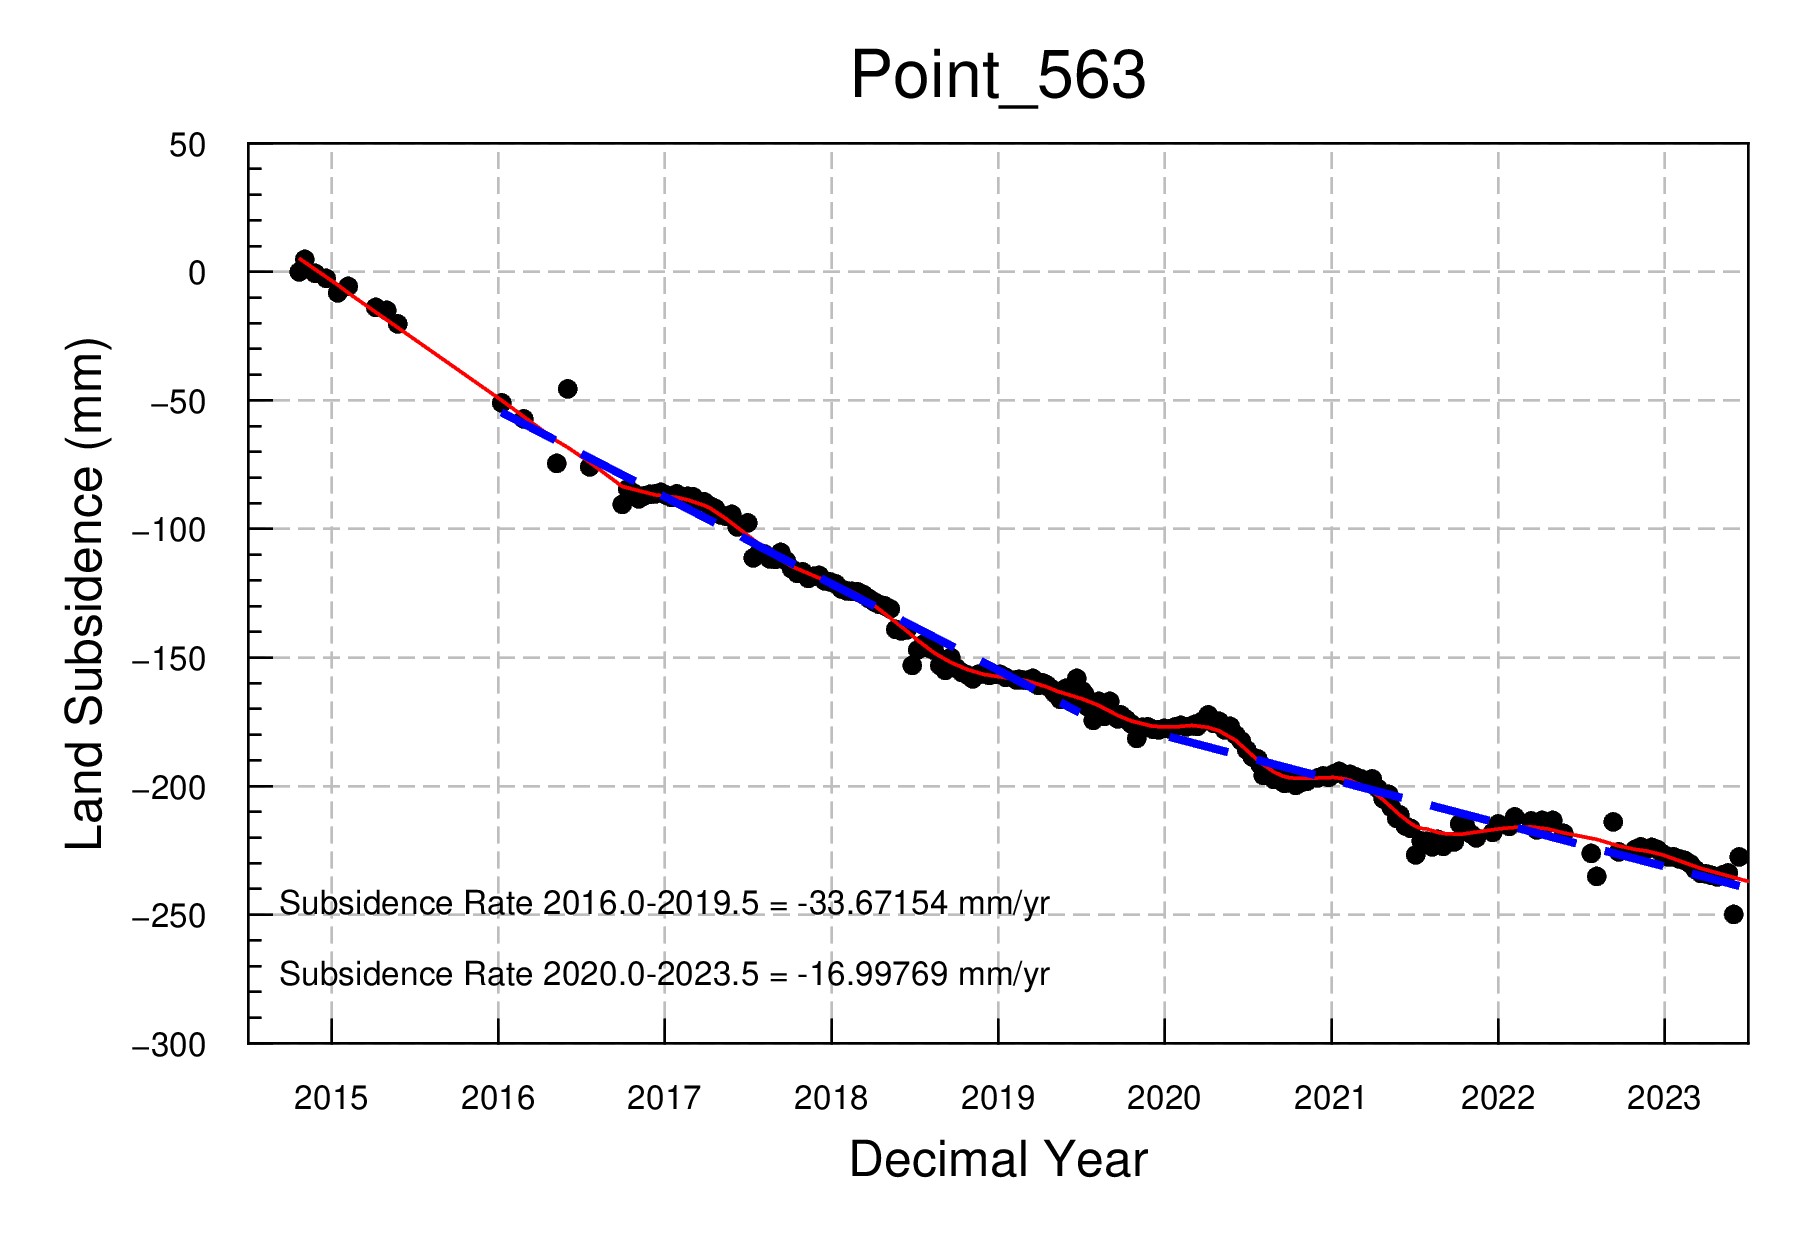 Point_563
50
0
−50
−100
−150
−200
−250
−300
Land Subsidence (mm)
Subsidence Rate 2016.0-2019.5 = -33.67154 mm/yr
Subsidence Rate 2020.0-2023.5 = -16.99769 mm/yr
2015 2016 2017 2018 2019 2020 2021 2022 2023
Decimal Year